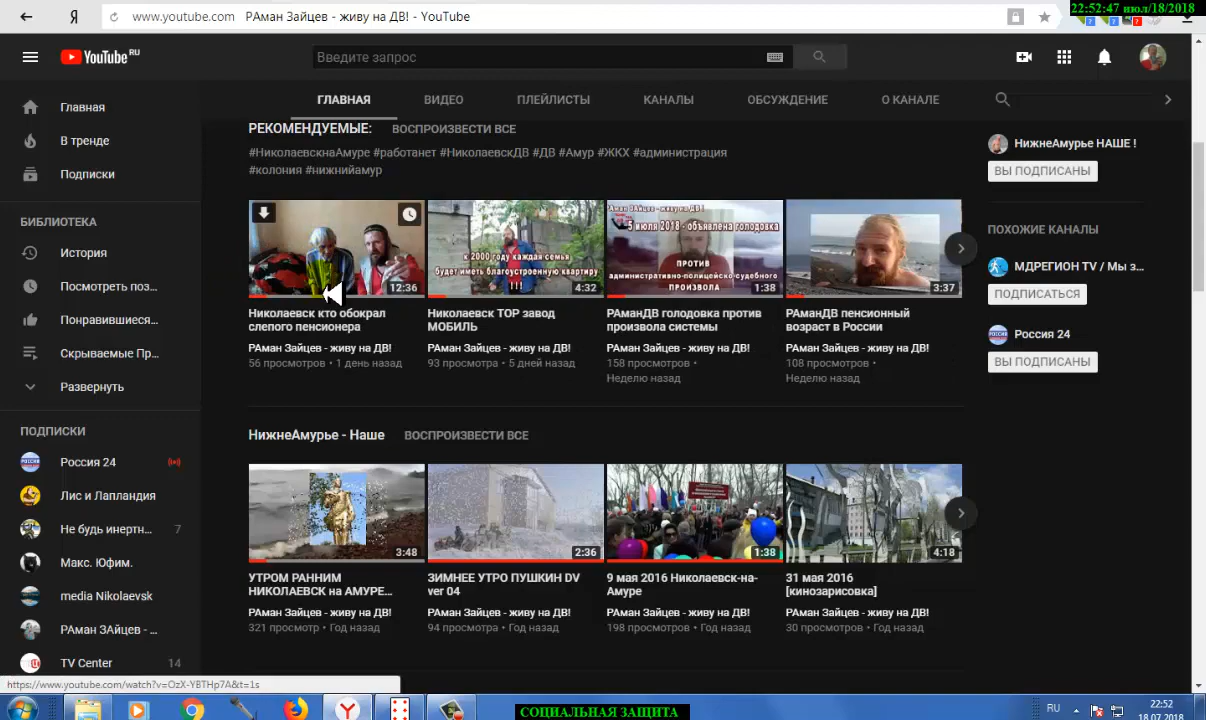 22:52:47 июл/18/2018
www.youtube.com РАман Зайцев - живу на ДВ! - YouTube
YouTube RU
Введите запрос
ГЛАВНАЯ ВИДЕО ПЛЕЙЛИСТЫ КАНАЛЫ ОБСУЖДЕНИЕ О КАНАЛЕ
Главная
В тренде
Подписки
БИБЛИОТЕКА
История
Посмотреть поз...
Понравившиеся...
Скрываемые Пр...
Развернуть
ПОДПИСКИ
Россия 24
Лис и Лапландия
Не будь инертн... 7
Макс. Юфим.
media Nikolaevsk
РАман ЗАйцев - ...
TV Center 14
РЕКОМЕНДУЕМЫЕ: ВОСПРОИЗВЕСТИ ВСЕ
#НиколаевскнаАмуре #работанет #НиколаевскДВ #ДВ #Амур #ЖКХ #администрация
#колония #нижнийамур
12:36
Николаевск кто обокрал
слепого пенсионера
РАман Зайцев - живу на ДВ!
56 просмотра • 1 день назад
к 2000 году каждая семья
будет иметь благоустроенную квартиру
!!!
4:32
Николаевск ТОР завод
МОБИЛЬ
РАман Зайцев - живу на ДВ!
93 просмотра • 5 дней назад
РАман ЗАйцев - живу на ДВ!
5 июля 2018 - объявлена голодовка
ПРОТИВ
административно-полицейско-судебного
ПРОИЗВОЛА
1:38
РАманДВ голодовка против
произвола системы
РАман Зайцев - живу на ДВ!
158 просмотров •
Неделю назад
3:37
РАманДВ пенсионный
возраст в России
РАман Зайцев - живу на ДВ!
108 просмотров •
Неделю назад
НижнеАмурье - Наше ВОСПРОИЗВЕСТИ ВСЕ
3:48
УТРОМ РАННИМ
НИКОЛАЕВСК на АМУРЕ...
РАман Зайцев - живу на ДВ!
321 просмотр • Год назад
2:36
ЗИМНЕЕ УТРО ПУШКИН DV
ver 04
РАман Зайцев - живу на ДВ!
94 просмотра • Год назад
1:38
9 мая 2016 Николаевск-на-
Амуре
РАман Зайцев - живу на ДВ!
198 просмотров • Год назад
4:18
31 мая 2016
[кинозарисовка]
РАман Зайцев - живу на ДВ!
30 просмотров • Год назад
НижнеАмурье НАШЕ !
ВЫ ПОДПИСАНЫ
ПОХОЖИЕ КАНАЛЫ
МДРЕГИОН TV / Мы з...
ПОДПИСАТЬСЯ
Россия 24
ВЫ ПОДПИСАНЫ
https://www.youtube.com/watch?v=OzX-YBTHp7A&t=1s
СОЦИАЛЬНАЯ ЗАЩИТА
RU
22:52
18.07.2018